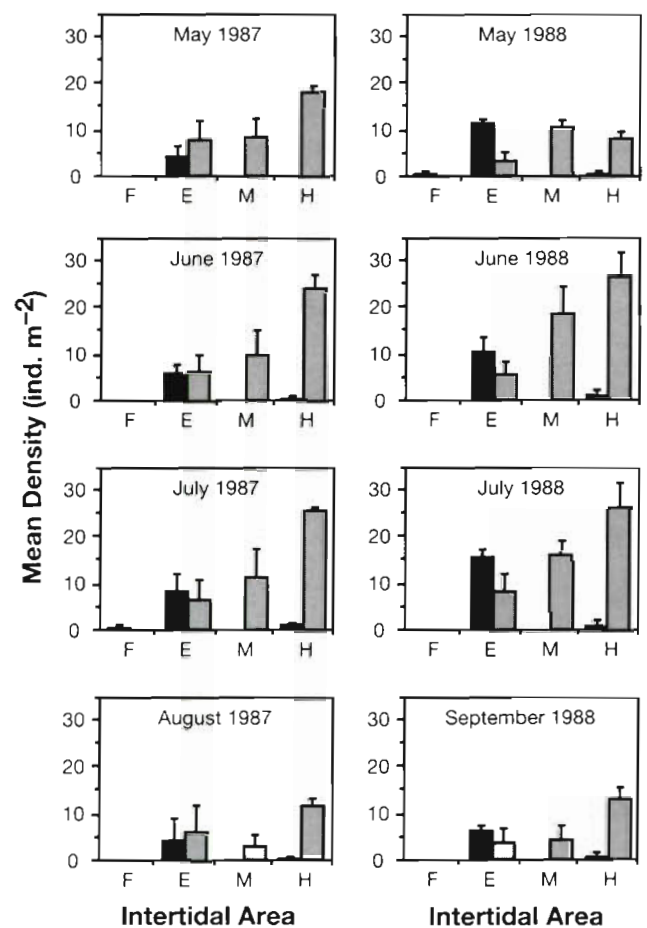 May 1987
30
20
10
0
F E M H
May 1988
30
20
10
0
F E M H
June 1987
30
20
10
0
F E M H
June 1988
30
20
10
0
F E M H
July 1987
30
20
10
0
F E M H
July 1988
30
20
10
0
F E M H
August 1987
30
20
10
0
F E M H
September 1988
30
20
10
0
F E M H
Mean Density (ind. m⁻²)
Intertidal Area
Intertidal Area